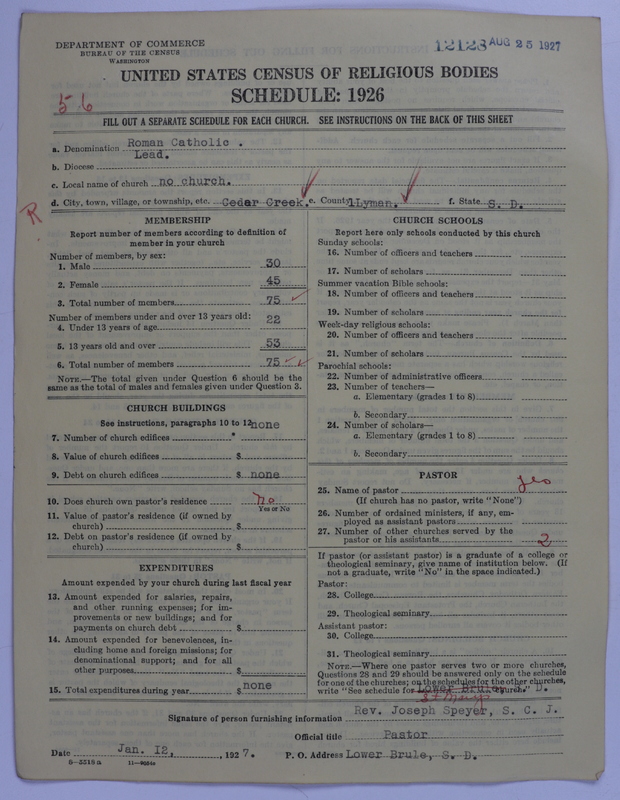 DEPARTMENT OF COMMERCE
BUREAU OF THE CENSUS
WASHINGTON
12128 AUG 25 1927
UNITED STATES CENSUS OF RELIGIOUS BODIES
SCHEDULE: 1926
56
FILL OUT A SEPARATE SCHEDULE FOR EACH CHURCH. SEE INSTRUCTIONS ON THE BACK OF THIS SHEET
a. Denomination Roman Catholic .
Lead.
b. Diocese
c. Local name of church no church.
d. City, town, village, or township, etc. Cedar Creek. e. County lLyman. f. State S. D.
R
MEMBERSHIP
Report number of members according to definition of
member in your church
Number of members, by sex:
1. Male 30
2. Female 45
3. Total number of members 75
Number of members under and over 13 years old:
4. Under 13 years of age 22
5. 13 years old and over 53
6. Total number of members 75
NOTE.—The total given under Question 6 should be the
same as the total of males and females given under Question 3.
CHURCH BUILDINGS
See instructions, paragraphs 10 to 12 none
7. Number of church edifices
8. Value of church edifices $
9. Debt on church edifices $ none
10. Does church own pastor's residence no
Yes or No
11. Value of pastor's residence (if owned by
church) $
12. Debt on pastor's residence (if owned by
church) $
EXPENDITURES
Amount expended by your church during last fiscal year
13. Amount expended for salaries, repairs,
and other running expenses; for im-
provements or new buildings; and for
payments on church debt $
14. Amount expended for benevolences, in-
cluding home and foreign missions; for
denominational support; and for all
other purposes $
15. Total expenditures during year $ none
CHURCH SCHOOLS
Report here only schools conducted by this church
Sunday schools:
16. Number of officers and teachers
17. Number of scholars
Summer vacation Bible schools:
18. Number of officers and teachers
19. Number of scholars
Week-day religious schools:
20. Number of officers and teachers
21. Number of scholars
Parochial schools:
22. Number of administrative officers
23. Number of teachers—
a. Elementary (grades 1 to 8)
b. Secondary
24. Number of scholars—
a. Elementary (grades 1 to 8)
b. Secondary
PASTOR
25. Name of pastor yes
(If church has no pastor, write "None")
26. Number of ordained ministers, if any, em-
ployed as assistant pastors
27. Number of other churches served by the
pastor or his assistants 2
If pastor (or assistant pastor) is a graduate of a college or
theological seminary, give name of institution below. (If
not a graduate, write "No" in the space indicated.)
Pastor:
28. College
29. Theological seminary
Assistant pastor:
30. College
31. Theological seminary
NOTE.—Where one pastor serves two or more churches,
Questions 28 and 29 should be answered only on the schedule
for one of the churches; on the schedules for the other churches,
write "See schedule for Lower Brule, church." D.
St Marys
Signature of person furnishing information Rev. Joseph Speyer, S. C. J.
Official title Pastor
Date Jan. 12, 1927. P. O. Address Lower Brule, S. D.
8-5218a 11-9624a